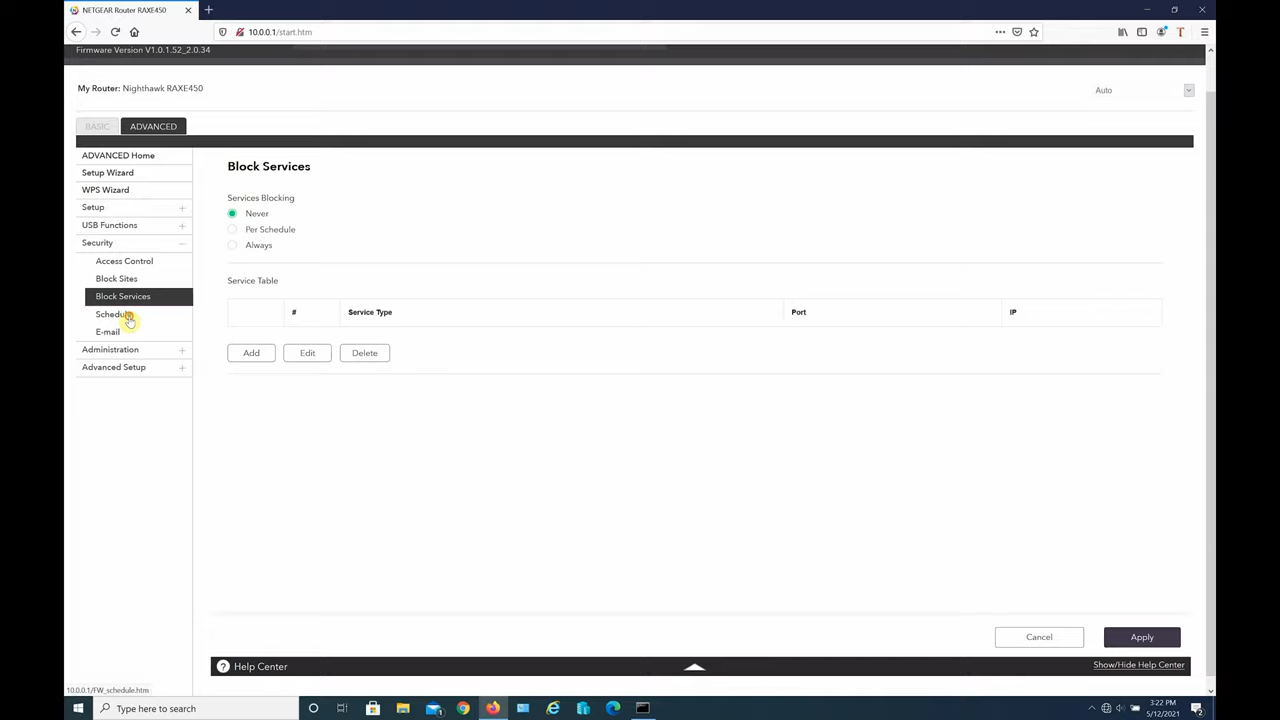 NETGEAR Router RAXE450
10.0.0.1/start.htm
Firmware Version V1.0.1.52_2.0.34
My Router: Nighthawk RAXE450
Auto
BASIC
ADVANCED
ADVANCED Home
Setup Wizard
WPS Wizard
Setup
USB Functions
Security
Access Control
Block Sites
Block Services
Schedule
E-mail
Administration
Advanced Setup
Block Services
Services Blocking
Never
Per Schedule
Always
Service Table
# Service Type Port IP
Add Edit Delete
Cancel Apply
? Help Center
Show/Hide Help Center
10.0.0.1/FW_schedule.htm
Type here to search
3:22 PM
5/12/2021